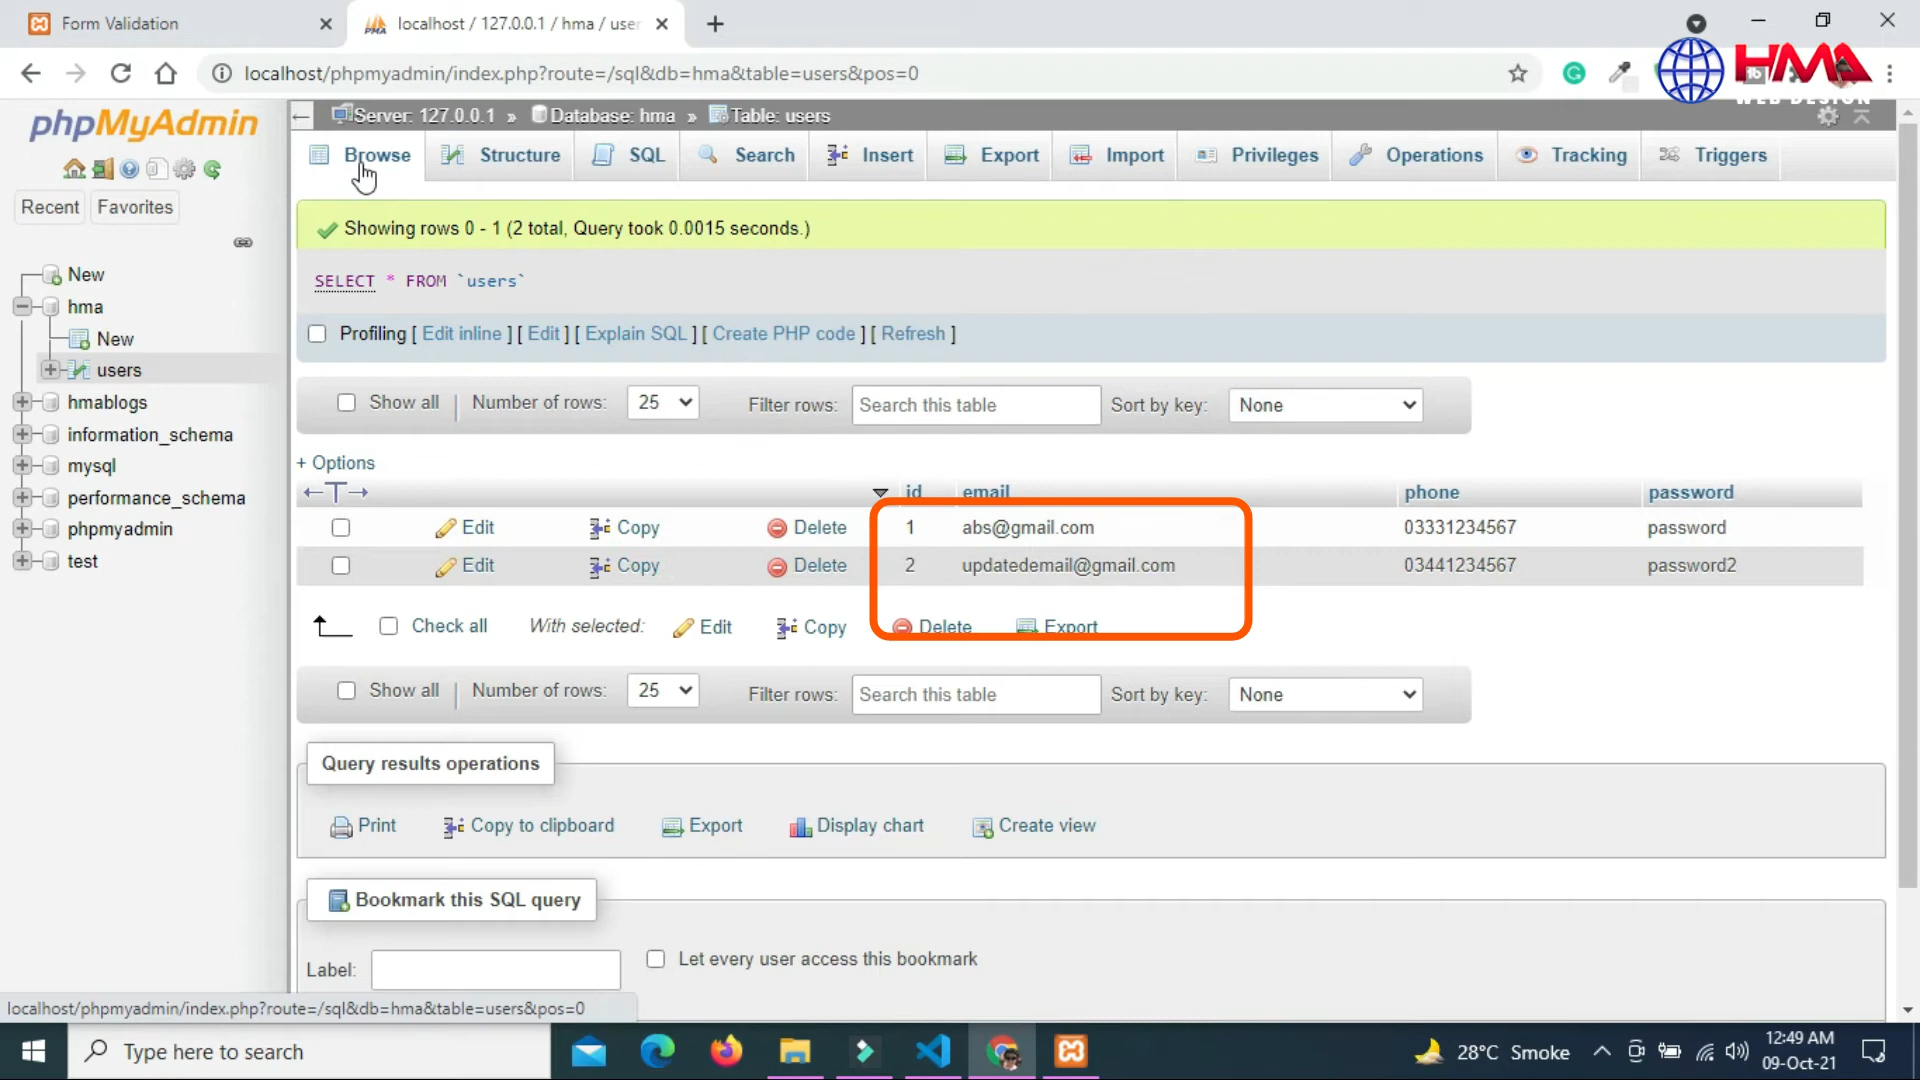 Form Validation
localhost / 127.0.0.1 / hma / user
localhost/phpmyadmin/index.php?route=/sql&db=hma&table=users&pos=0
HMA
WEB DESIGN
phpMyAdmin
Recent
Favorites
New
hma
New
users
hmablogs
information_schema
mysql
performance_schema
phpmyadmin
test
Server: 127.0.0.1 » Database: hma » Table: users
Browse Structure SQL Search Insert Export Import Privileges Operations Tracking Triggers
Showing rows 0 - 1 (2 total, Query took 0.0015 seconds.)
SELECT * FROM `users`
Profiling [ Edit inline ] [ Edit ] [ Explain SQL ] [ Create PHP code ] [ Refresh ]
Show all | Number of rows: 25 Filter rows: Search this table Sort by key: None
+ Options
←T→ id email phone password
Edit Copy Delete 1 abs@gmail.com 03331234567 password
Edit Copy Delete 2 updatedemail@gmail.com 03441234567 password2
Check all With selected: Edit Copy Delete Export
Show all | Number of rows: 25 Filter rows: Search this table Sort by key: None
Query results operations
Print Copy to clipboard Export Display chart Create view
Bookmark this SQL query
Label: Let every user access this bookmark
localhost/phpmyadmin/index.php?route=/sql&db=hma&table=users&pos=0
Type here to search
28°C Smoke
12:49 AM
09-Oct-21